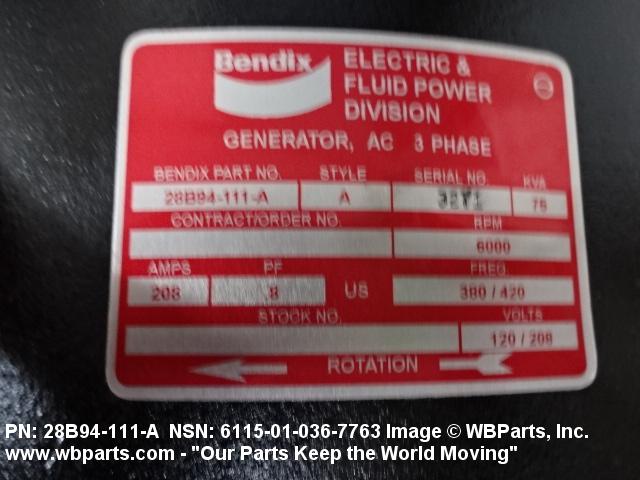 Bendix
ELECTRIC &
FLUID POWER
DIVISION
GENERATOR, AC 3 PHASE
BENDIX PART NO. STYLE SERIAL NO. KVA
28B94-111-A A 75
CONTRACT/ORDER NO. RPM
6000
AMPS PF FREQ.
208 .8 US 380 / 420
STOCK NO. VOLTS
120 / 208
ROTATION
PN: 28B94-111-A NSN: 6115-01-036-7763 Image © WBParts, Inc.
www.wbparts.com - "Our Parts Keep the World Moving"